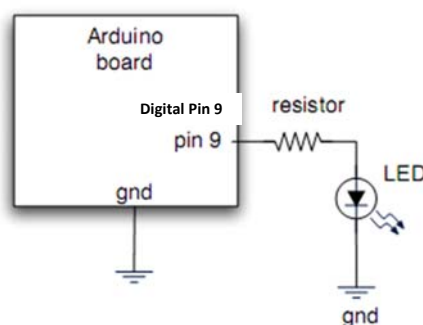 Arduino
board
Digital Pin 9
resistor
pin 9
LED
gnd
gnd